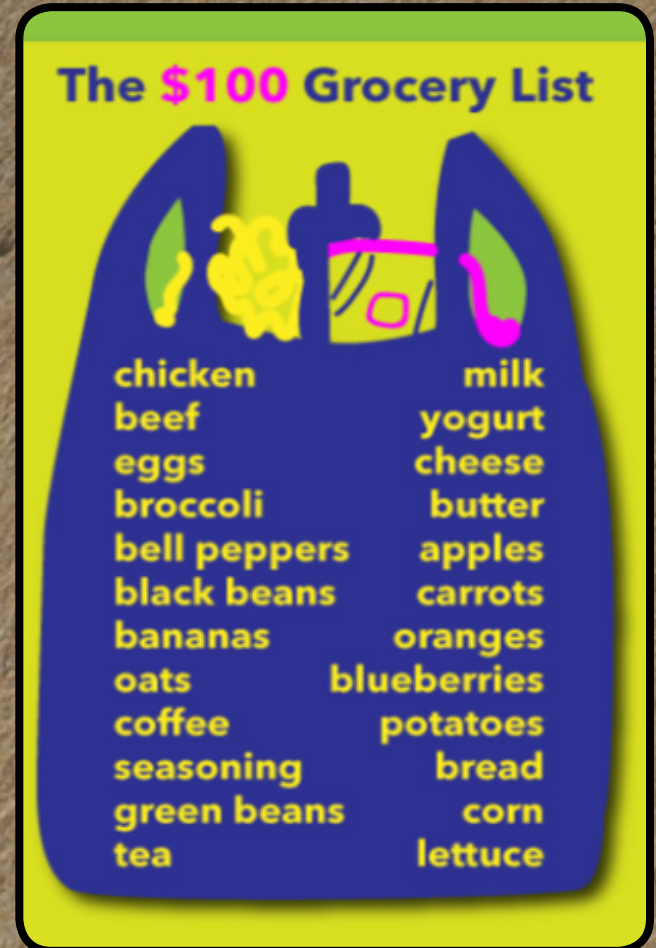 The $100 Grocery List
chicken
beef
eggs
broccoli
bell peppers
black beans
bananas
oats
coffee
seasoning
green beans
tea
milk
yogurt
cheese
butter
apples
carrots
oranges
blueberries
potatoes
bread
corn
lettuce